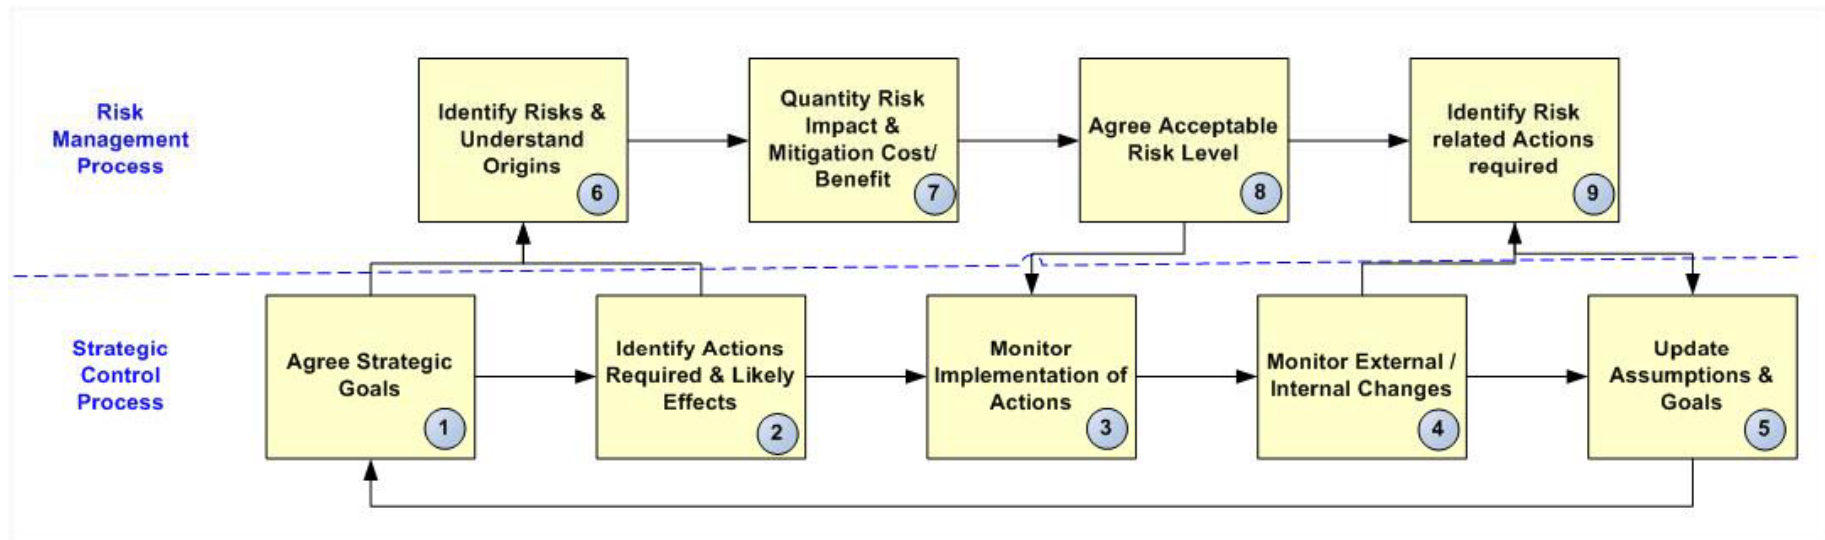 Risk
Management
Process
Identify Risks &
Understand
Origins
6
Quantity Risk
Impact &
Mitigation Cost/
Benefit
7
Agree Acceptable
Risk Level
8
Identify Risk
related Actions
required
9
Strategic
Control
Process
Agree Strategic
Goals
1
Identify Actions
Required & Likely
Effects
2
Monitor
Implementation of
Actions
3
Monitor External /
Internal Changes
4
Update
Assumptions &
Goals
5